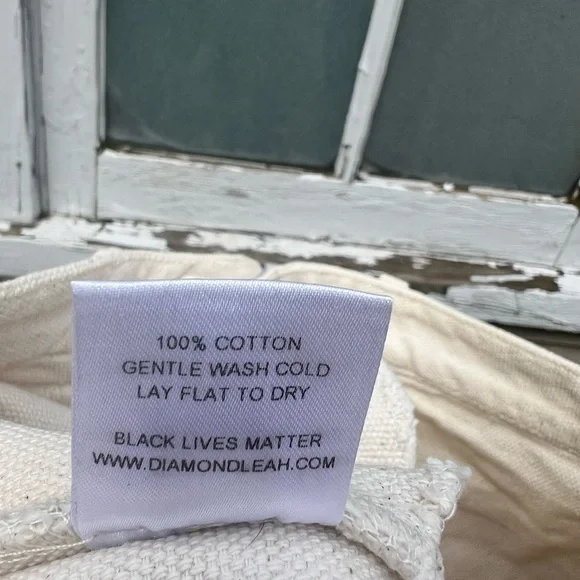 100% COTTON
GENTLE WASH COLD
LAY FLAT TO DRY
BLACK LIVES MATTER
WWW.DIAMONDLEAH.COM